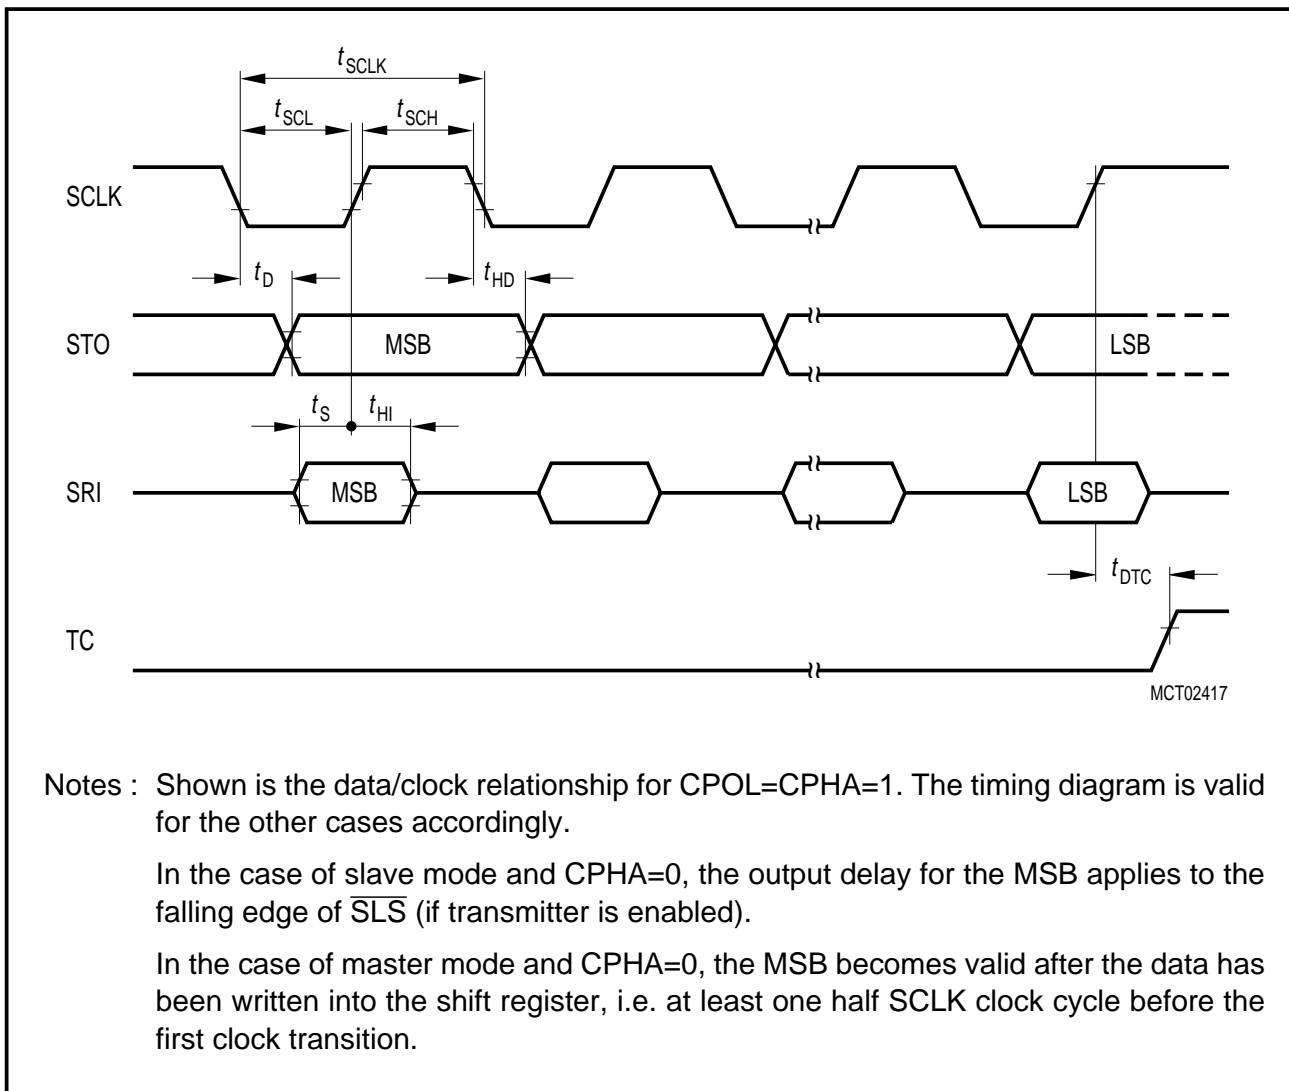 tSCLK
tSCL tSCH
SCLK
tD tHD
STO MSB LSB
tS tHI
SRI MSB LSB
tDTC
TC
MCT02417
Notes : Shown is the data/clock relationship for CPOL=CPHA=1. The timing diagram is valid
for the other cases accordingly.
In the case of slave mode and CPHA=0, the output delay for the MSB applies to the
falling edge of S̅L̅S̅ (if transmitter is enabled).
In the case of master mode and CPHA=0, the MSB becomes valid after the data has
been written into the shift register, i.e. at least one half SCLK clock cycle before the
first clock transition.